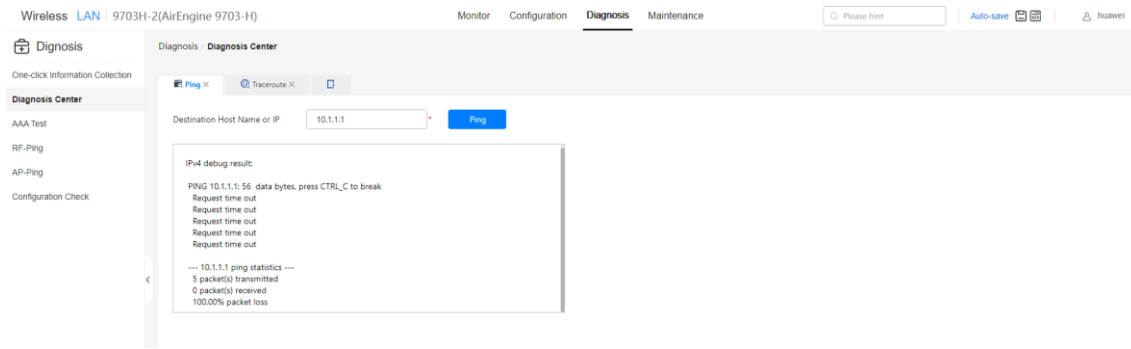 Wireless LAN 9703H-2(AirEngine 9703-H)
Monitor Configuration Diagnosis Maintenance
Please hint
Auto-save
huawei
Dignosis
One-click Information Collection
Diagnosis Center
AAA Test
RF-Ping
AP-Ping
Configuration Check
Diagnosis / Diagnosis Center
Ping × Traceroute ×
Destination Host Name or IP 10.1.1.1 * Ping
IPv4 debug result:
PING 10.1.1.1: 56 data bytes, press CTRL_C to break
Request time out
Request time out
Request time out
Request time out
Request time out
--- 10.1.1.1 ping statistics ---
5 packet(s) transmitted
0 packet(s) received
100.00% packet loss